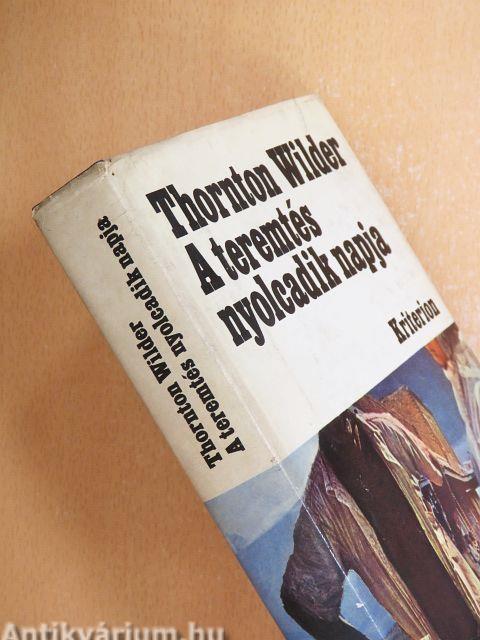 Thornton Wilder
A teremtés
nyolcadik napja
Kriterion
Thornton Wilder
A teremtés nyolcadik napja
Antikvárium.hu